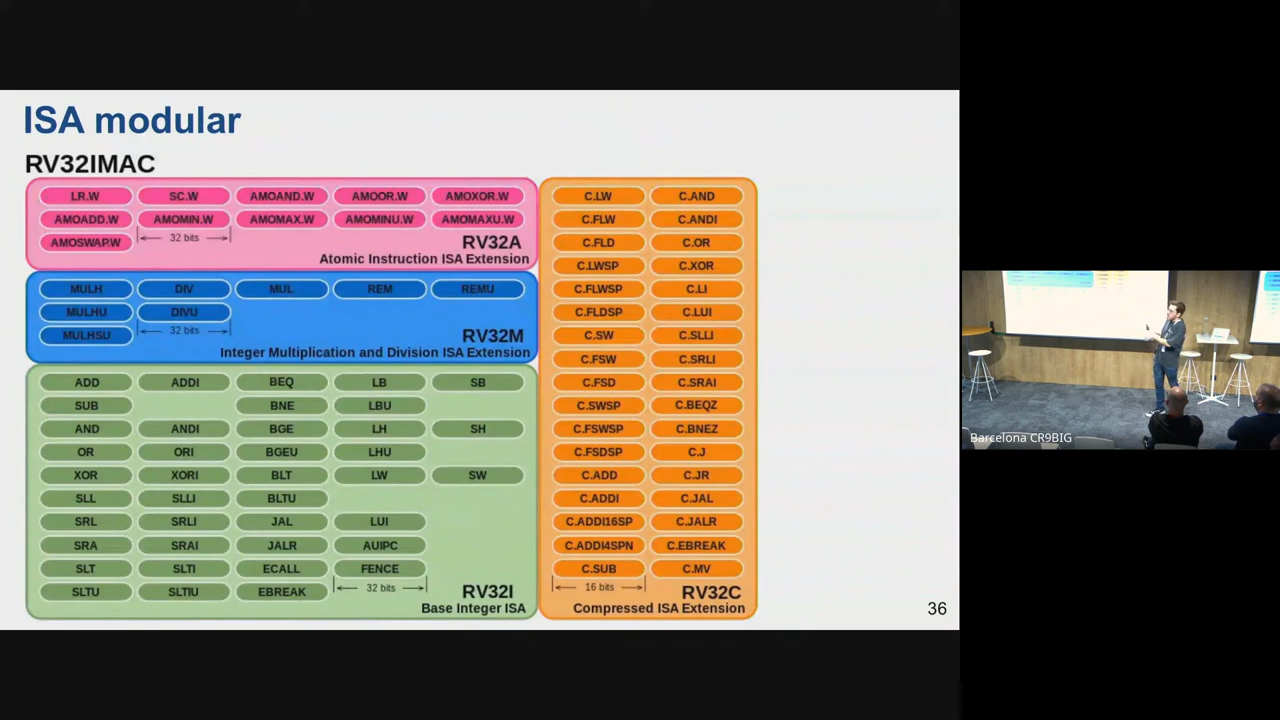 ISA modular
RV32IMAC
LR.W SC.W AMOAND.W AMOOR.W AMOXOR.W
AMOADD.W AMOMIN.W AMOMAX.W AMOMINU.W AMOMAXU.W
AMOSWAP.W 32 bits RV32A
Atomic Instruction ISA Extension
MULH DIV MUL REM REMU
MULHU DIVU
MULHSU 32 bits RV32M
Integer Multiplication and Division ISA Extension
ADD ADDI BEQ LB SB
SUB BNE LBU
AND ANDI BGE LH SH
OR ORI BGEU LHU
XOR XORI BLT LW SW
SLL SLLI BLTU
SRL SRLI JAL LUI
SRA SRAI JALR AUIPC
SLT SLTI ECALL FENCE
SLTU SLTIU EBREAK 32 bits RV32I
Base Integer ISA
C.LW C.AND
C.FLW C.ANDI
C.FLD C.OR
C.LWSP C.XOR
C.FLWSP C.LI
C.FLDSP C.LUI
C.SW C.SLLI
C.FSW C.SRLI
C.FSD C.SRAI
C.SWSP C.BEQZ
C.FSWSP C.BNEZ
C.FSDSP C.J
C.ADD C.JR
C.ADDI C.JAL
C.ADDI16SP C.JALR
C.ADDI4SPN C.EBREAK
C.SUB C.MV
16 bits RV32C
Compressed ISA Extension
36
Barcelona CR9BIG